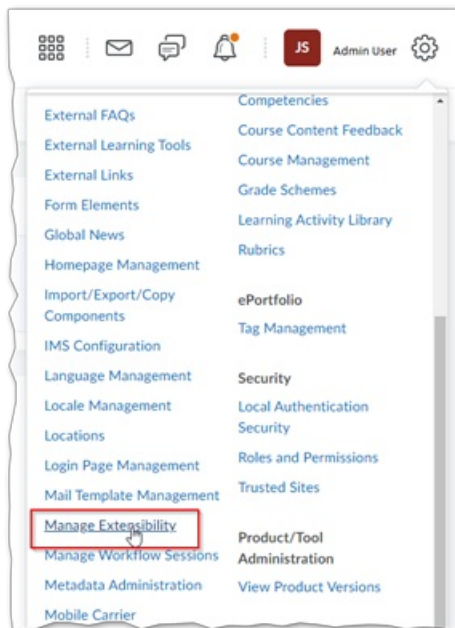 JS Admin User
External FAQs
External Learning Tools
External Links
Form Elements
Global News
Homepage Management
Import/Export/Copy
Components
IMS Configuration
Language Management
Locale Management
Locations
Login Page Management
Mail Template Management
Manage Extensibility
Manage Workflow Sessions
Metadata Administration
Mobile Carrier
Competencies
Course Content Feedback
Course Management
Grade Schemes
Learning Activity Library
Rubrics
ePortfolio
Tag Management
Security
Local Authentication
Security
Roles and Permissions
Trusted Sites
Product/Tool
Administration
View Product Versions